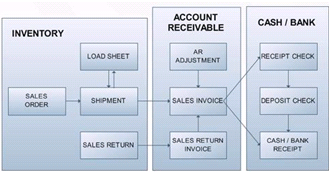 INVENTORY
LOAD SHEET
SALES
ORDER
SHIPMENT
SALES RETURN
ACCOUNT
RECEIVABLE
AR
ADJUSTMENT
SALES INVOICE
SALES RETURN
INVOICE
CASH / BANK
RECEIPT CHECK
DEPOSIT CHECK
CASH / BANK
RECEIPT